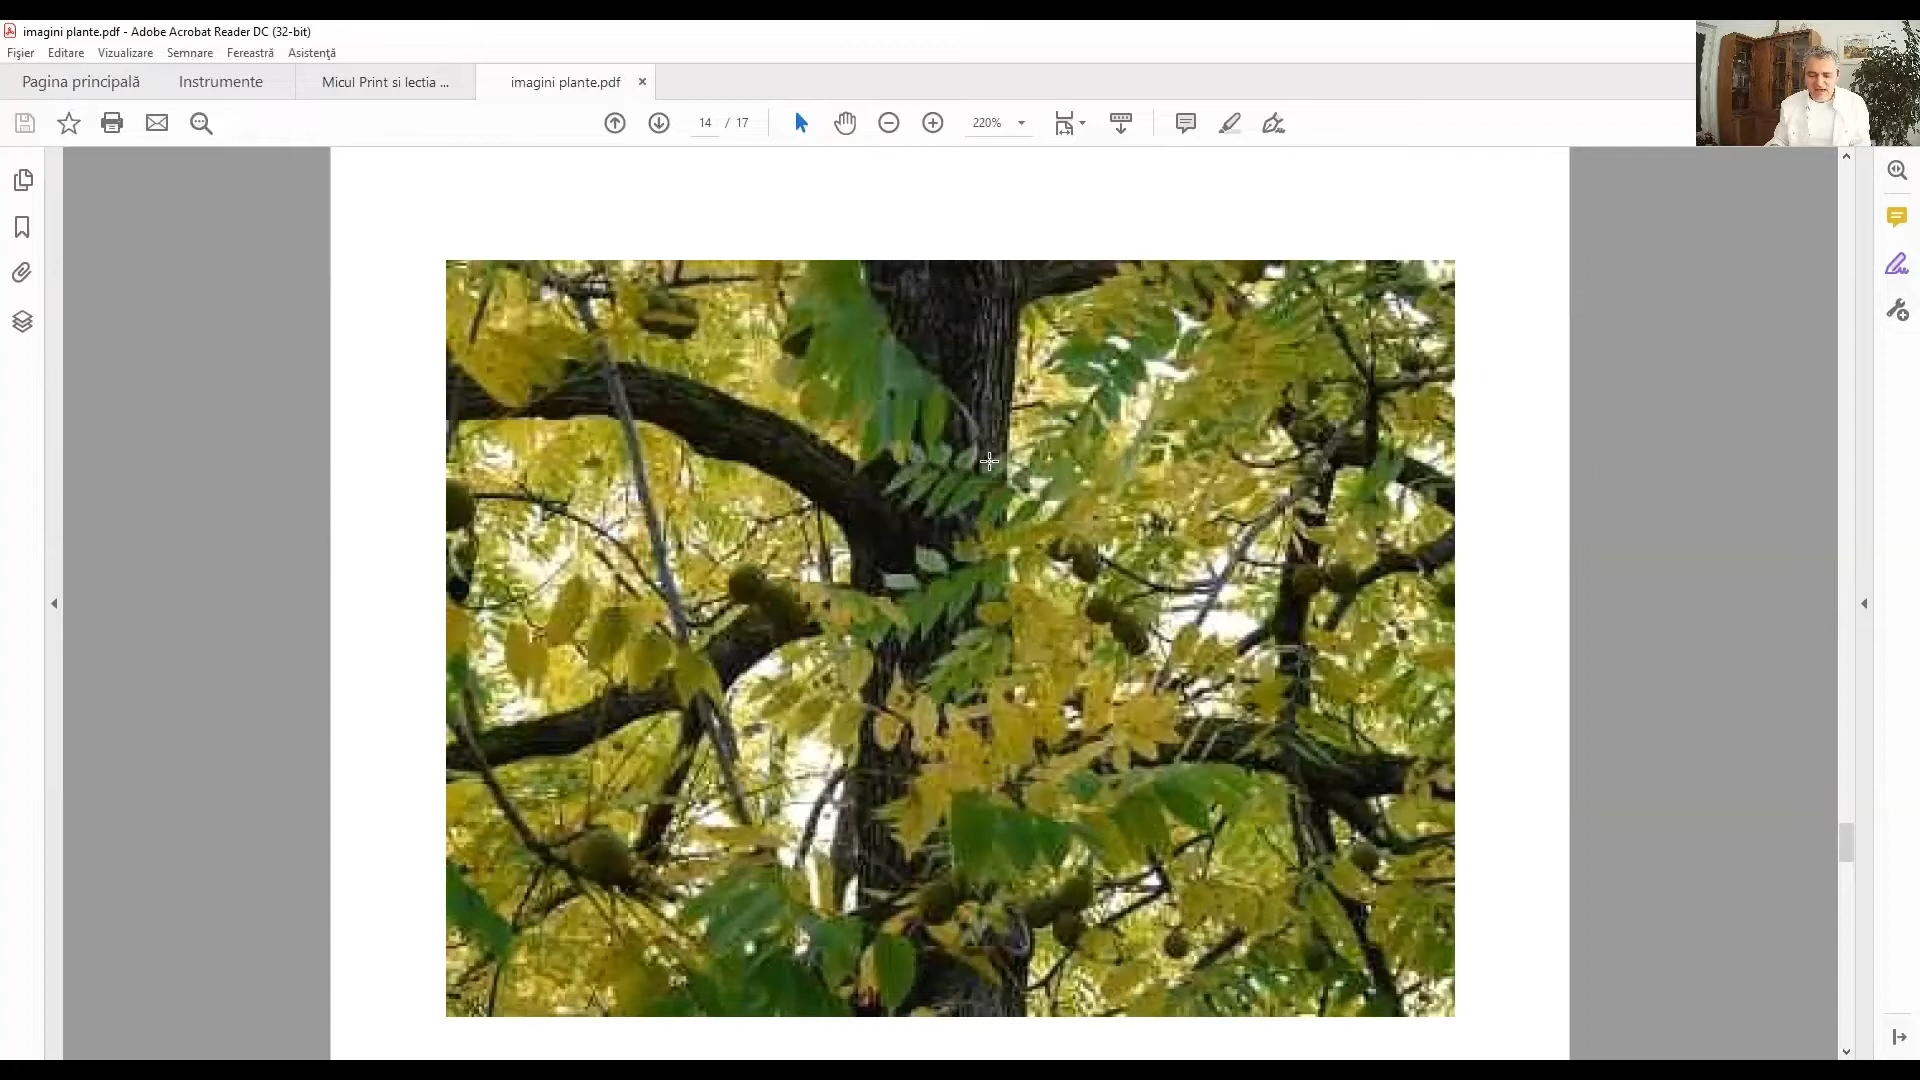 imagini plante.pdf - Adobe Acrobat Reader DC (32-bit)
Fișier Editare Vizualizare Semnare Fereastră Asistență
Pagina principală Instrumente Micul Print si lectia ... imagini plante.pdf ×
14 / 17 220%